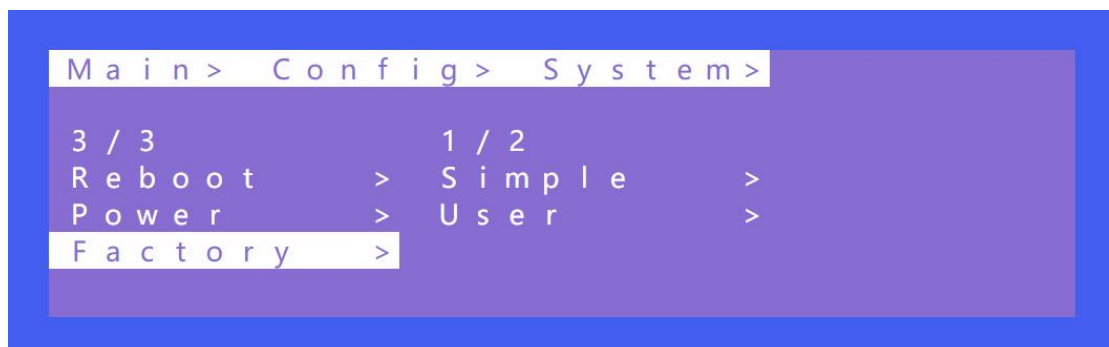 Main> Config> System>
3/3 1/2
Reboot > Simple >
Power > User >
Factory >